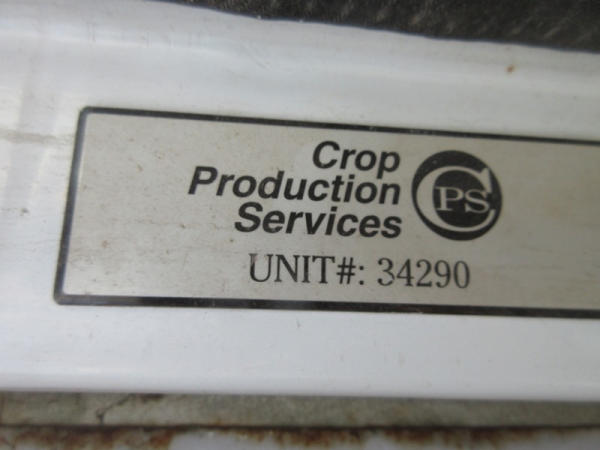 Crop
Production
Services
CPS
UNIT#: 34290